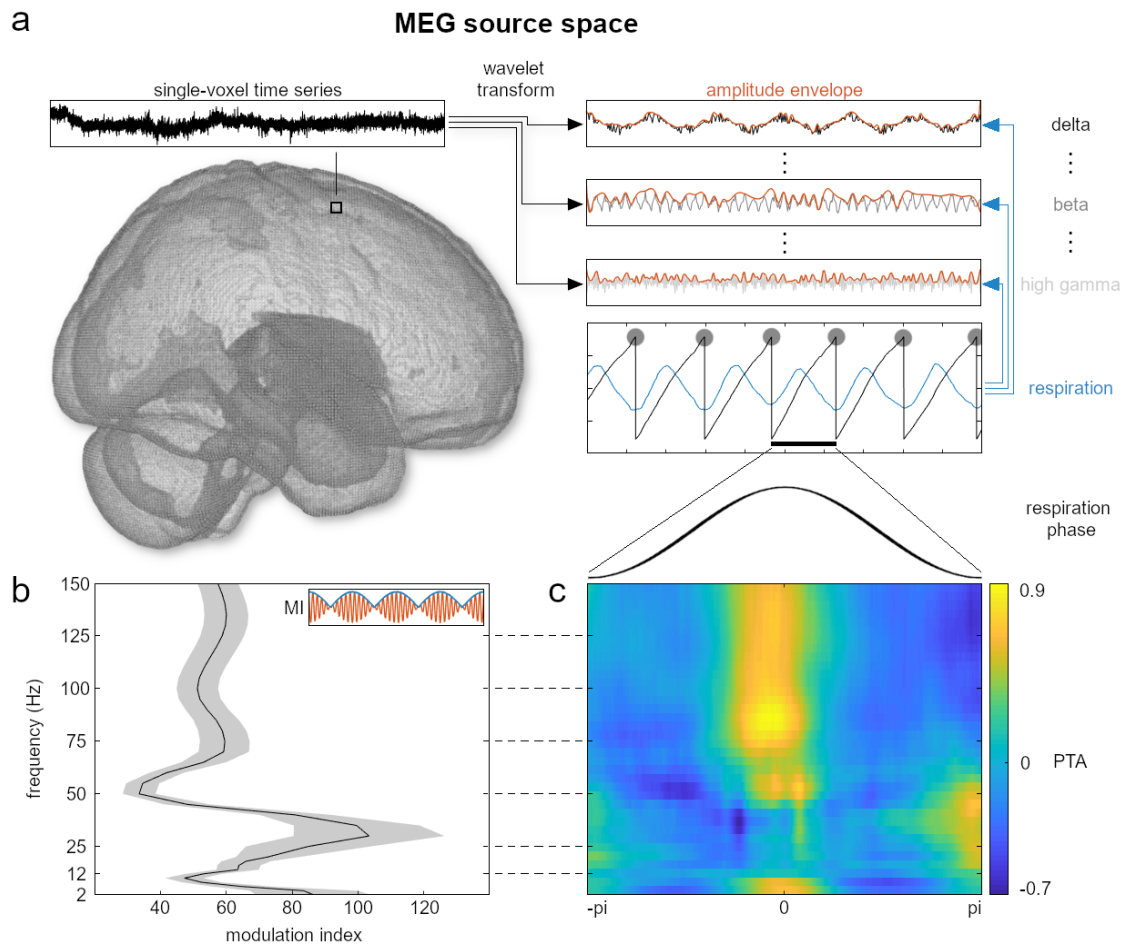 a
MEG source space
single-voxel time series
wavelet
transform
amplitude envelope
delta
beta
high gamma
respiration
respiration
phase
b
150
125
100
75
50
25
12
2
frequency (Hz)
MI
40
60
80
100
120
modulation index
c
0.9
0
PTA
-0.7
-pi
0
pi